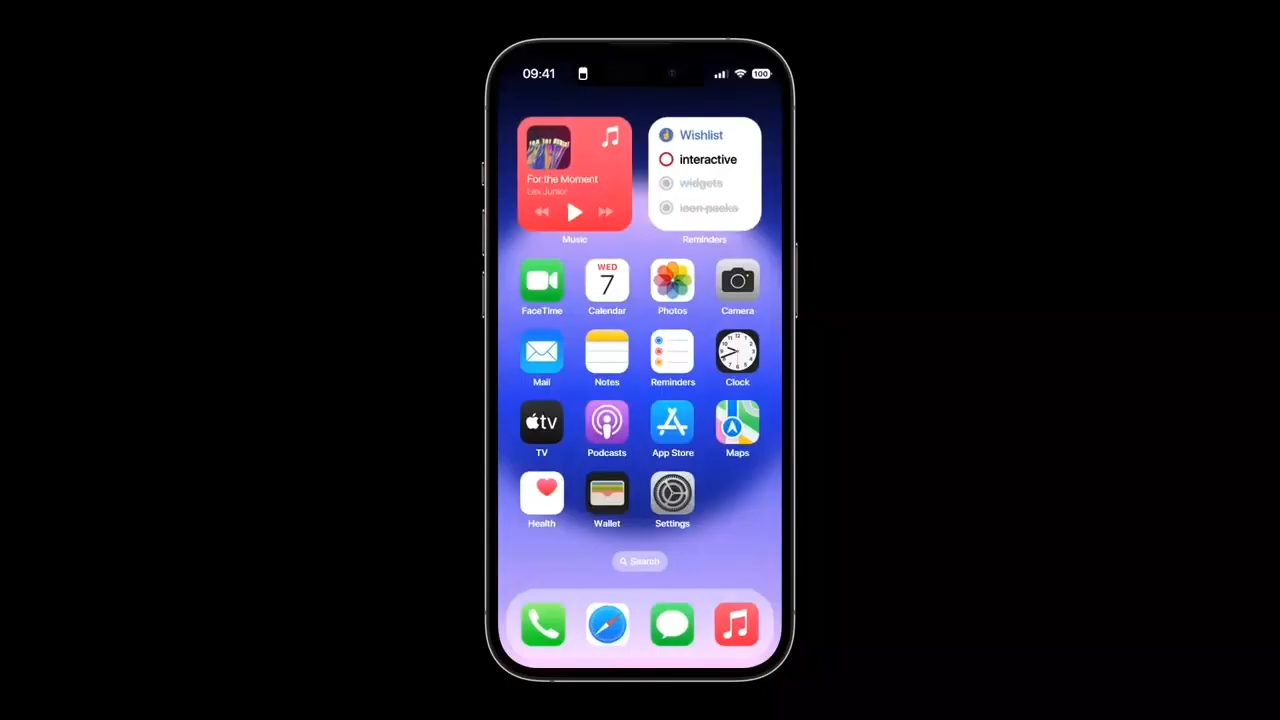 09:41
100
Wishlist
interactive
widgets
icon packs
For the Moment
Lex Junior
Music
Reminders
WED
7
FaceTime
Calendar
Photos
Camera
Mail
Notes
Reminders
Clock
tv
TV
Podcasts
App Store
Maps
Health
Wallet
Settings
Search